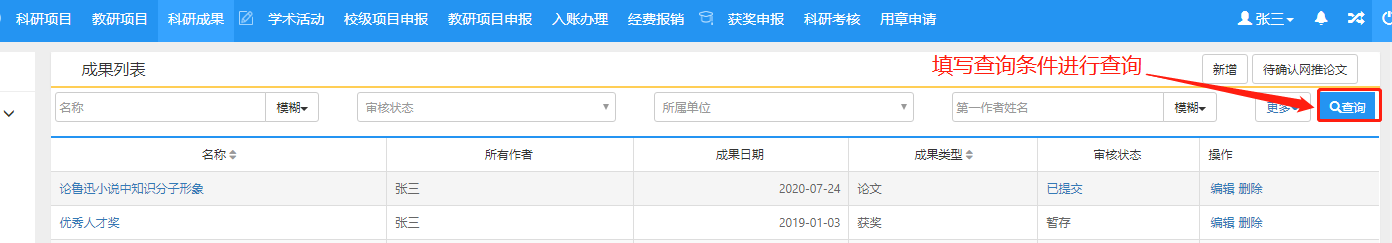 科研项目 教研项目 科研成果 学术活动 校级项目申报 教研项目申报 入账办理 经费报销 获奖申报 科研考核 用章申请 张三
成果列表 填写查询条件进行查询 新增 待确认网推论文
名称 模糊 审核状态 所属单位 第一作者姓名 模糊 更多 查询
名称 所有作者 成果日期 成果类型 审核状态 操作
论鲁迅小说中知识分子形象 张三 2020-07-24 论文 已提交 编辑 删除
优秀人才奖 张三 2019-01-03 获奖 暂存 编辑 删除